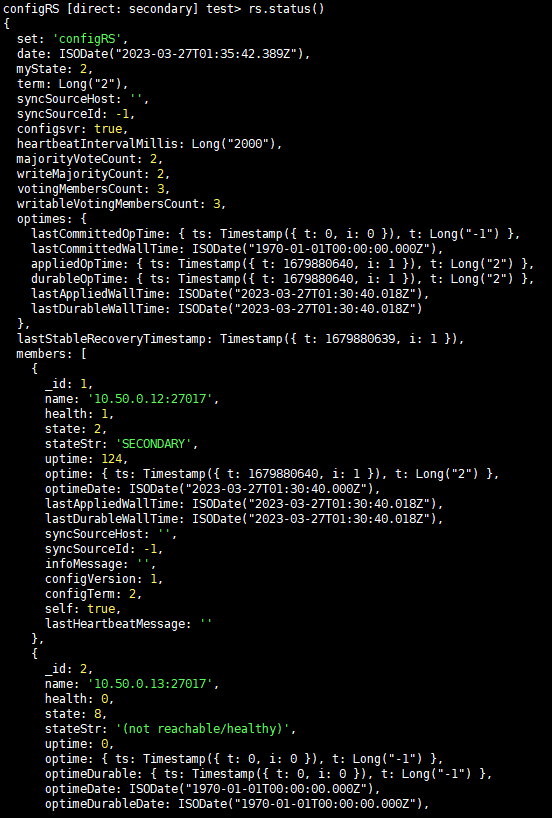 configRS [direct: secondary] test> rs.status()
{
  set: 'configRS',
  date: ISODate("2023-03-27T01:35:42.389Z"),
  myState: 2,
  term: Long("2"),
  syncSourceHost: '',
  syncSourceId: -1,
  configsvr: true,
  heartbeatIntervalMillis: Long("2000"),
  majorityVoteCount: 2,
  writeMajorityCount: 2,
  votingMembersCount: 3,
  writableVotingMembersCount: 3,
  optimes: {
    lastCommittedOpTime: { ts: Timestamp({ t: 0, i: 0 }), t: Long("-1") },
    lastCommittedWallTime: ISODate("1970-01-01T00:00:00.000Z"),
    appliedOpTime: { ts: Timestamp({ t: 1679880640, i: 1 }), t: Long("2") },
    durableOpTime: { ts: Timestamp({ t: 1679880640, i: 1 }), t: Long("2") },
    lastAppliedWallTime: ISODate("2023-03-27T01:30:40.018Z"),
    lastDurableWallTime: ISODate("2023-03-27T01:30:40.018Z")
  },
  lastStableRecoveryTimestamp: Timestamp({ t: 1679880639, i: 1 }),
  members: [
    {
      _id: 1,
      name: '10.50.0.12:27017',
      health: 1,
      state: 2,
      stateStr: 'SECONDARY',
      uptime: 124,
      optime: { ts: Timestamp({ t: 1679880640, i: 1 }), t: Long("2") },
      optimeDate: ISODate("2023-03-27T01:30:40.000Z"),
      lastAppliedWallTime: ISODate("2023-03-27T01:30:40.018Z"),
      lastDurableWallTime: ISODate("2023-03-27T01:30:40.018Z"),
      syncSourceHost: '',
      syncSourceId: -1,
      infoMessage: '',
      configVersion: 1,
      configTerm: 2,
      self: true,
      lastHeartbeatMessage: ''
    },
    {
      _id: 2,
      name: '10.50.0.13:27017',
      health: 0,
      state: 8,
      stateStr: '(not reachable/healthy)',
      uptime: 0,
      optime: { ts: Timestamp({ t: 0, i: 0 }), t: Long("-1") },
      optimeDurable: { ts: Timestamp({ t: 0, i: 0 }), t: Long("-1") },
      optimeDate: ISODate("1970-01-01T00:00:00.000Z"),
      optimeDurableDate: ISODate("1970-01-01T00:00:00.000Z"),